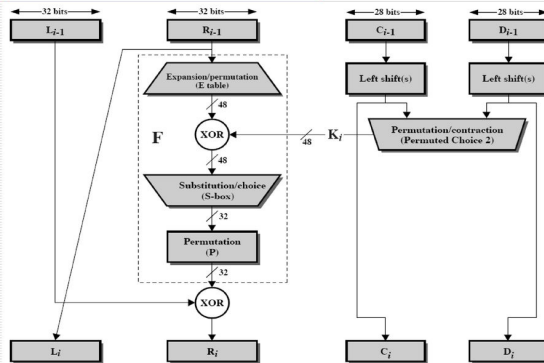 32 bits 32 bits 28 bits 28 bits
Li-1 Ri-1 Ci-1 Di-1
Expansion/permutation
(E table)
Left shift(s) Left shift(s)
48
F XOR 48 Ki
Permutation/contraction
(Permuted Choice 2)
48
Substitution/choice
(S-box)
32
Permutation
(P)
32
XOR
Li Ri Ci Di